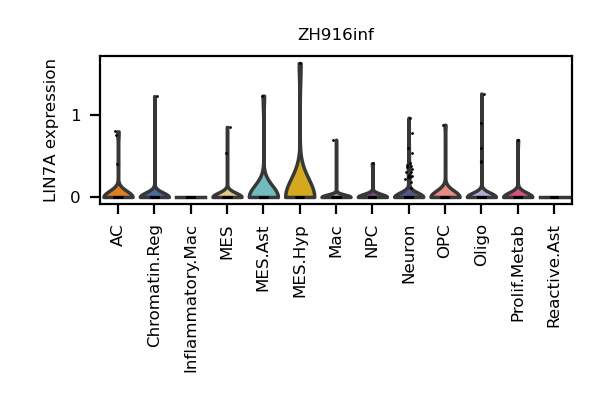 ZH916inf
LIN7A expression
1
0
AC
Chromatin.Reg
Inflammatory.Mac
MES
MES.Ast
MES.Hyp
Mac
NPC
Neuron
OPC
Oligo
Prolif.Metab
Reactive.Ast